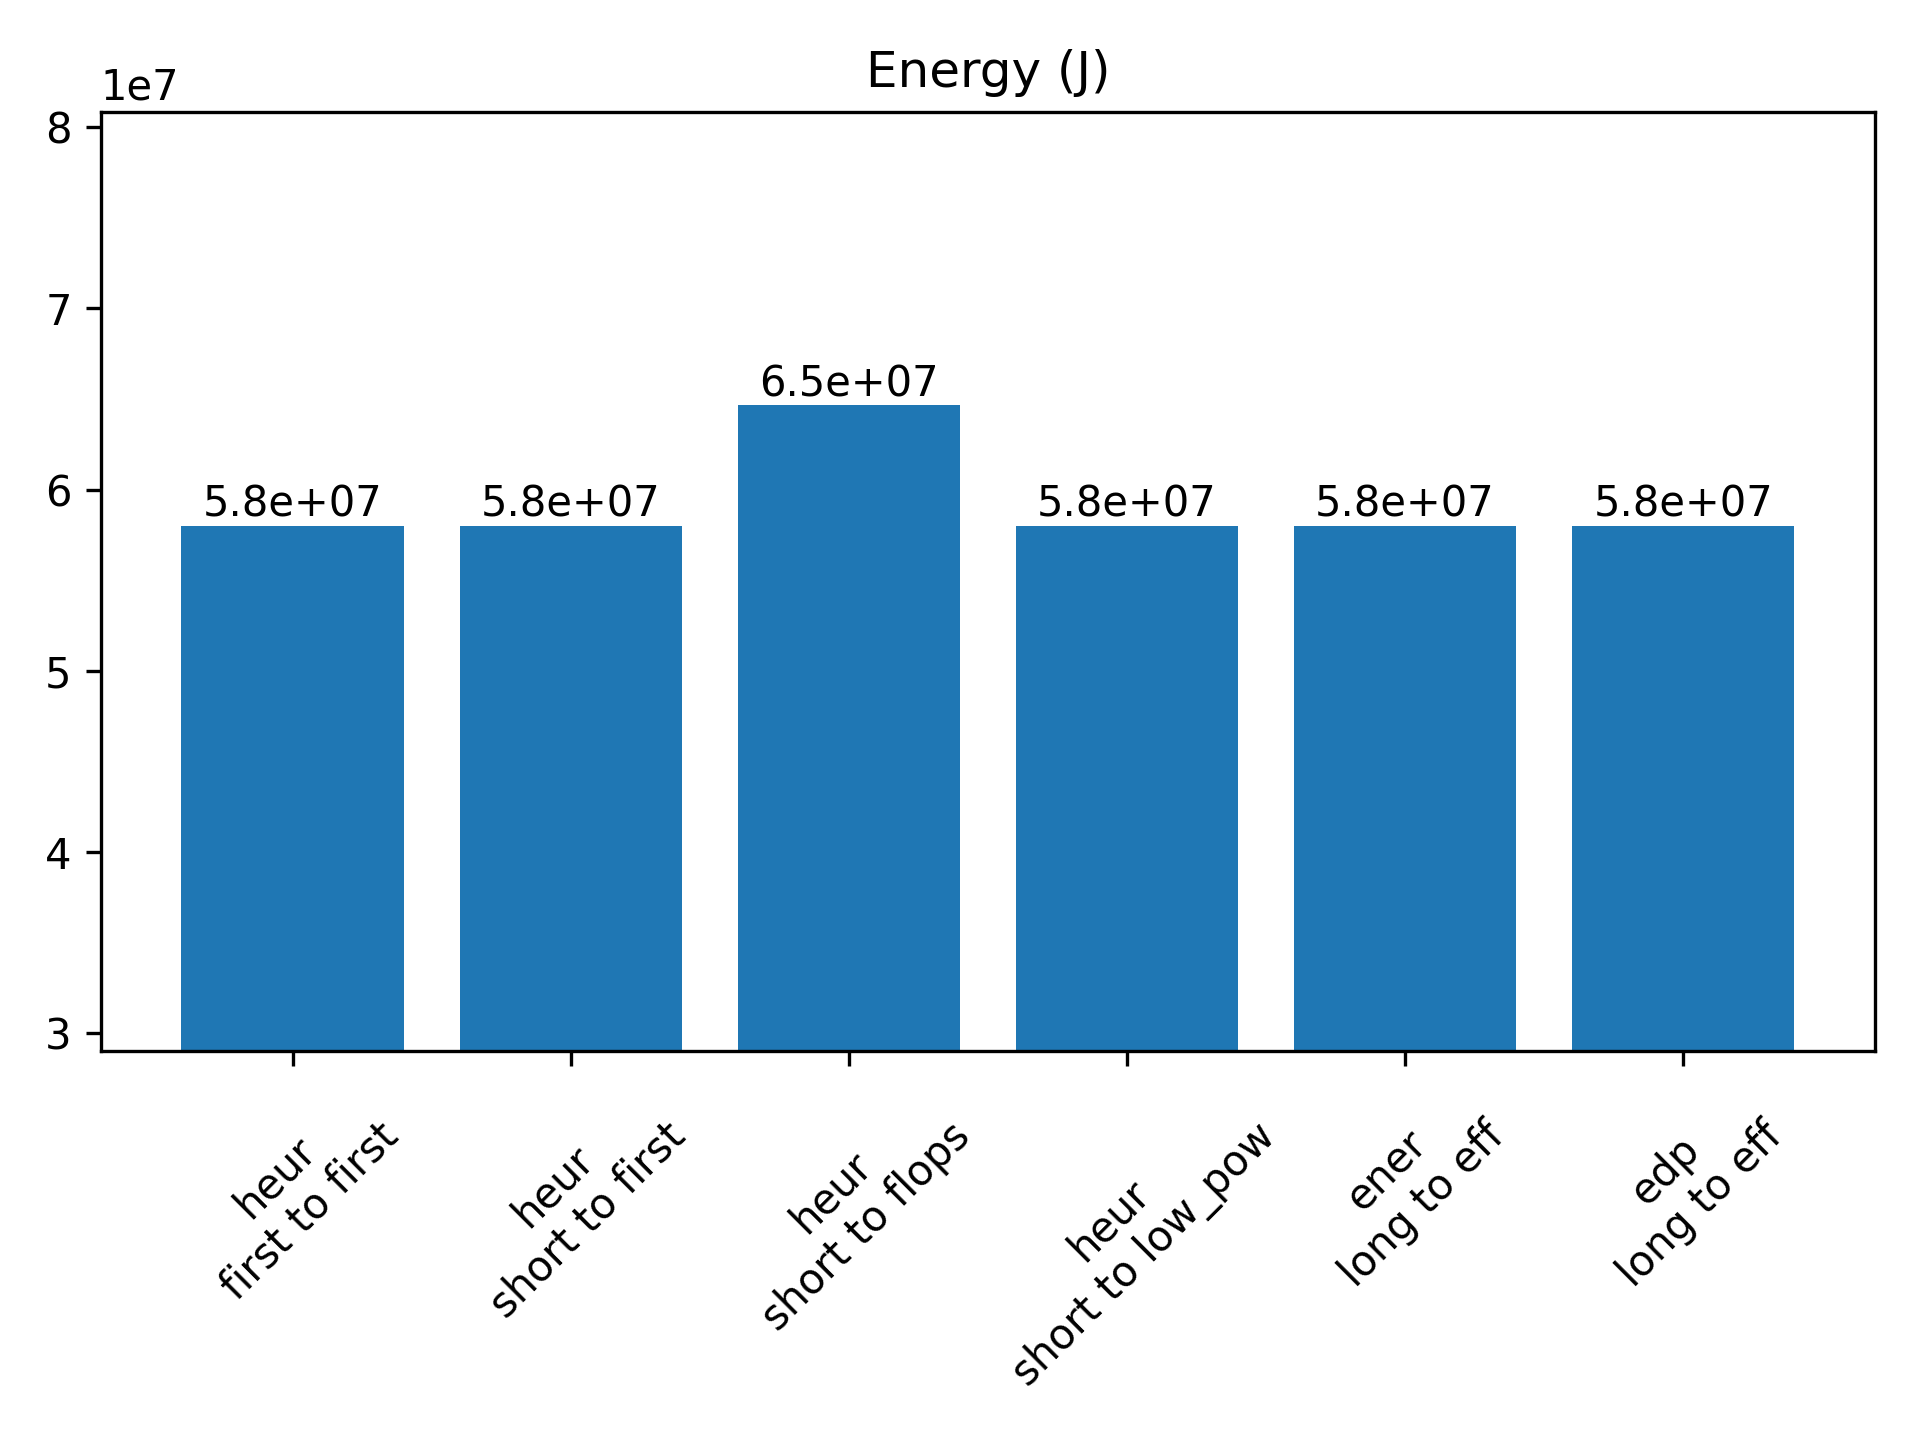 Energy (J)
1e7
8
7
6
5
4
3
5.8e+07
5.8e+07
6.5e+07
5.8e+07
5.8e+07
5.8e+07
heur
first to first
heur
short to first
heur
short to flops
heur
short to low_pow
ener
long to eff
edp
long to eff